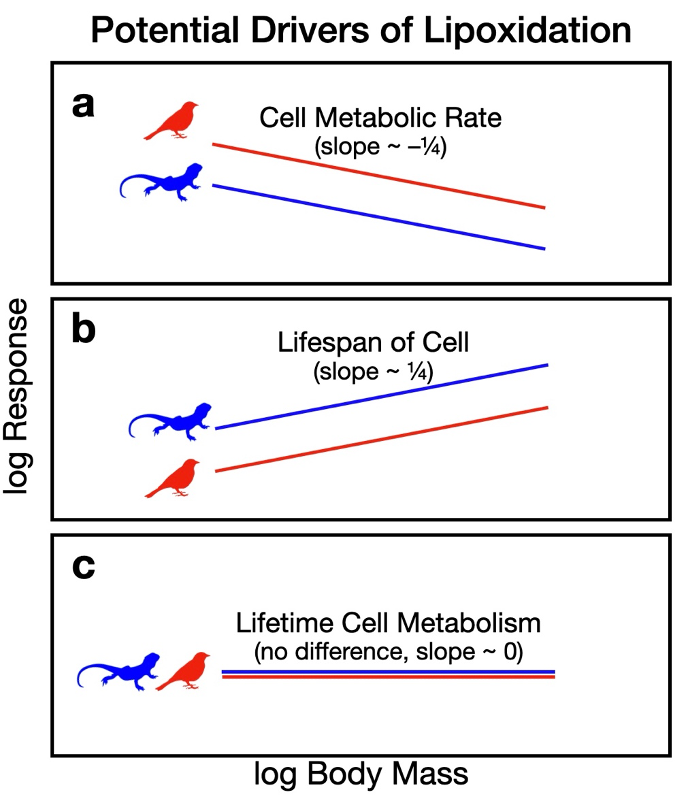 Potential Drivers of Lipoxidation
a
Cell Metabolic Rate
(slope ~ –¼)
b
Lifespan of Cell
(slope ~ ¼)
c
Lifetime Cell Metabolism
(no difference, slope ~ 0)
log Response
log Body Mass